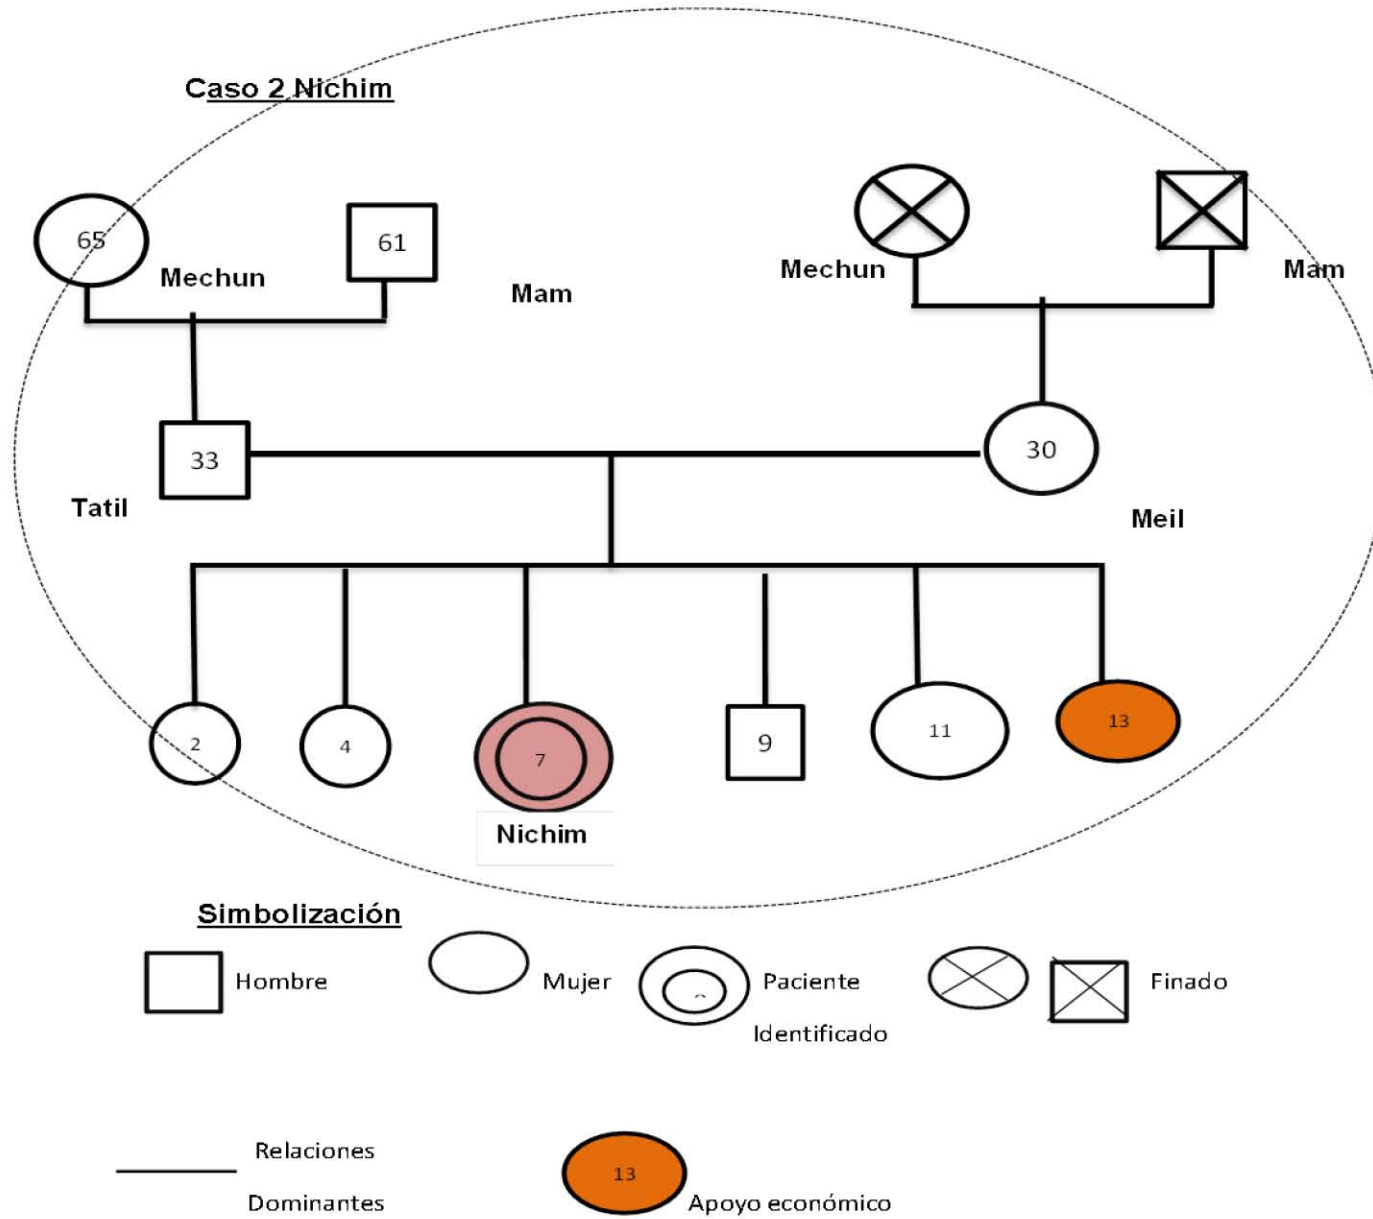 Caso 2 Nichim
65
61
Mechun
Mam
Mechun
Mam
33
30
Tatil
Meil
2
4
7
9
11
13
Nichim
Simbolización
Hombre
Mujer
Paciente
Identificado
Finado
Relaciones
Dominantes
13
Apoyo económico